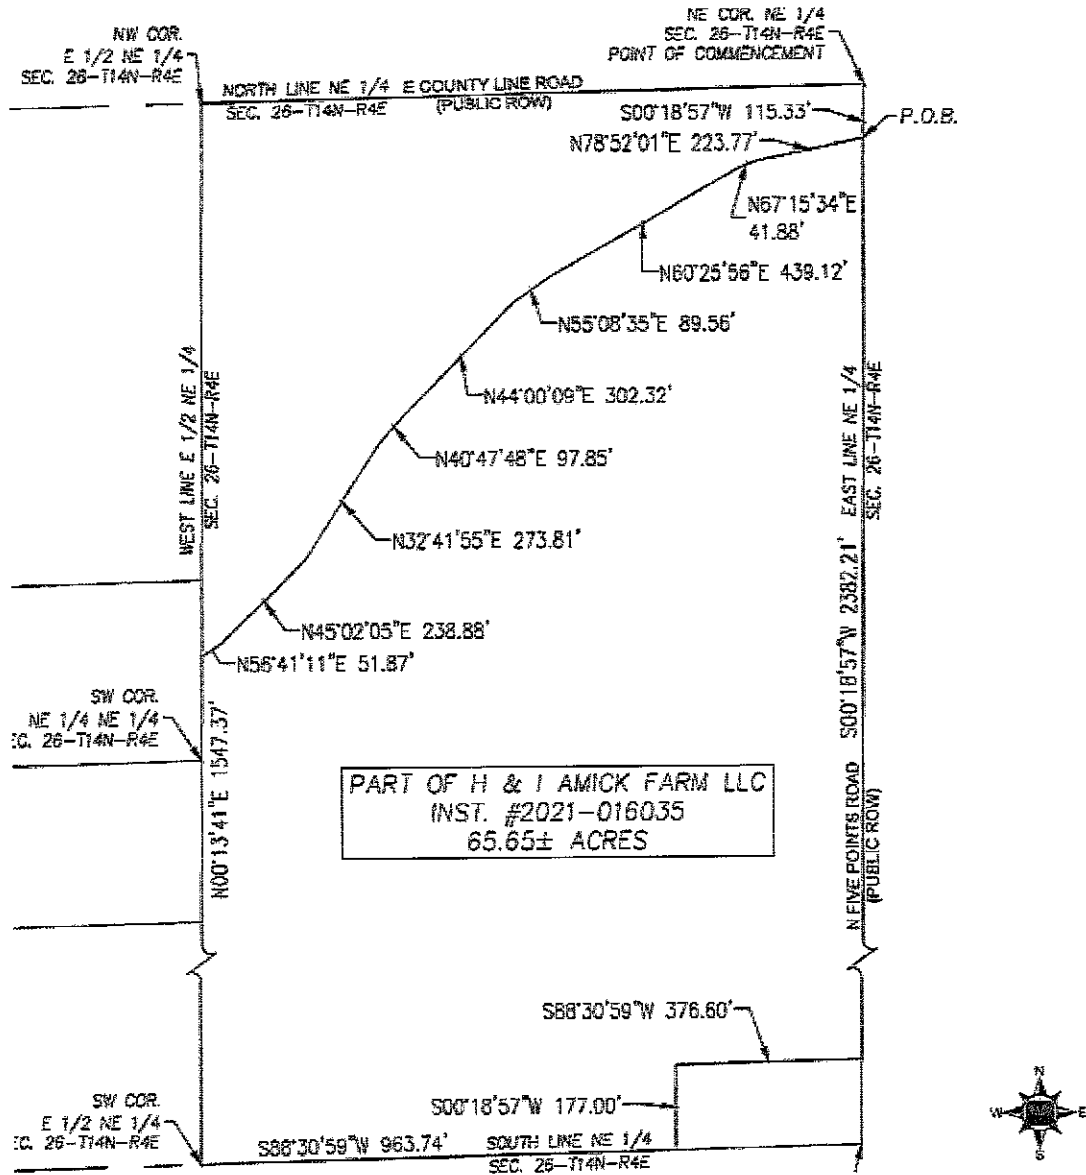 NW COR.
E 1/2 NE 1/4
SEC. 26-T14N-R4E
NE COR. NE 1/4
SEC. 26-T14N-R4E
POINT OF COMMENCEMENT
NORTH LINE NE 1/4 E COUNTY LINE ROAD
SEC. 26-T14N-R4E (PUBLIC ROW)
S00°18'57"W 115.33'
P.O.B.
N78°52'01"E 223.77'
N67°15'34"E
41.88'
N60°25'56"E 439.12'
N55°08'35"E 89.56'
N44°00'09"E 302.32'
N40°47'48"E 97.85'
N32°41'55"E 273.81'
N45°02'05"E 238.88'
N56°41'11"E 51.87'
WEST LINE E 1/2 NE 1/4
SEC. 26-T14N-R4E
EAST LINE NE 1/4
SEC. 26-T14N-R4E
S00°18'57"W 2382.21'
SW COR.
NE 1/4 NE 1/4
EC. 26-T14N-R4E
N00°13'41"E 1547.37'
PART OF H & I AMICK FARM LLC
INST. #2021-016035
65.65± ACRES
N FIVE POINTS ROAD
(PUBLIC ROW)
S88°30'59"W 376.60'
S00°18'57"W 177.00'
SW COR.
E 1/2 NE 1/4
EC. 26-T14N-R4E
S88°30'59"W 963.74'
SOUTH LINE NE 1/4
SEC. 26-T14N-R4E
N
W E
S